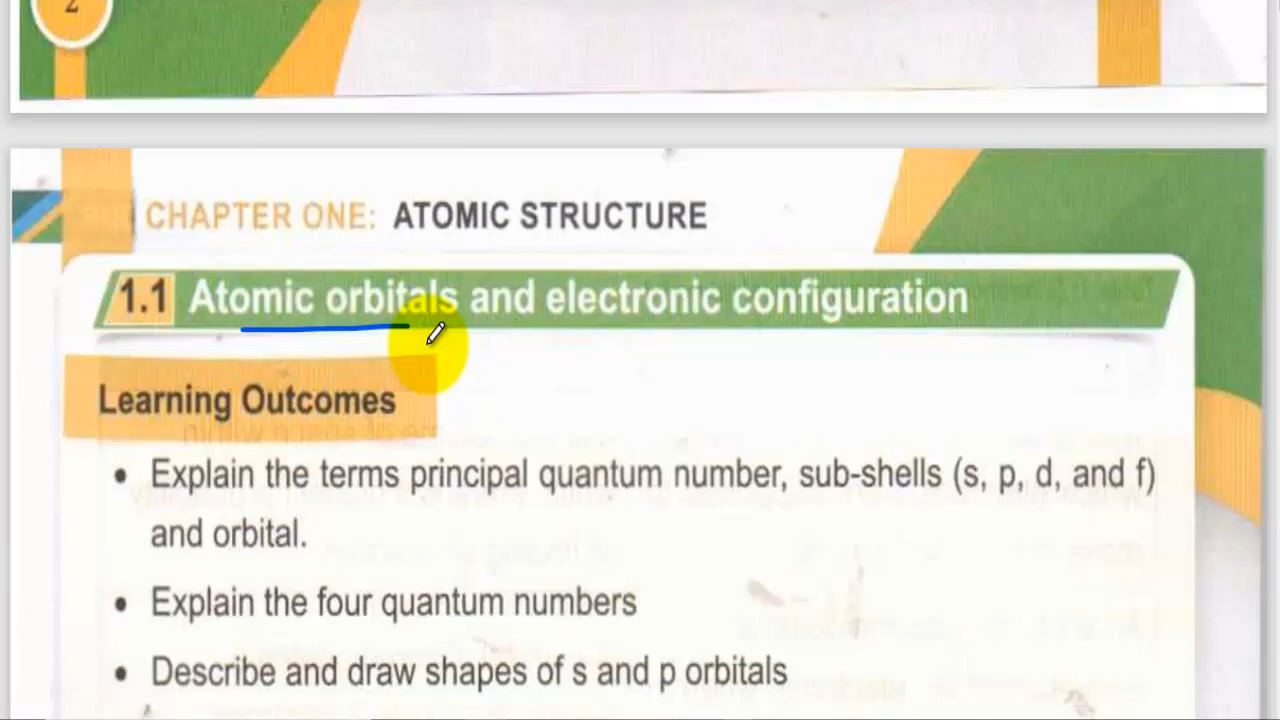 2
CHAPTER ONE: ATOMIC STRUCTURE
1.1 Atomic orbitals and electronic configuration
Learning Outcomes
• Explain the terms principal quantum number, sub-shells (s, p, d, and f)
and orbital.
• Explain the four quantum numbers
• Describe and draw shapes of s and p orbitals